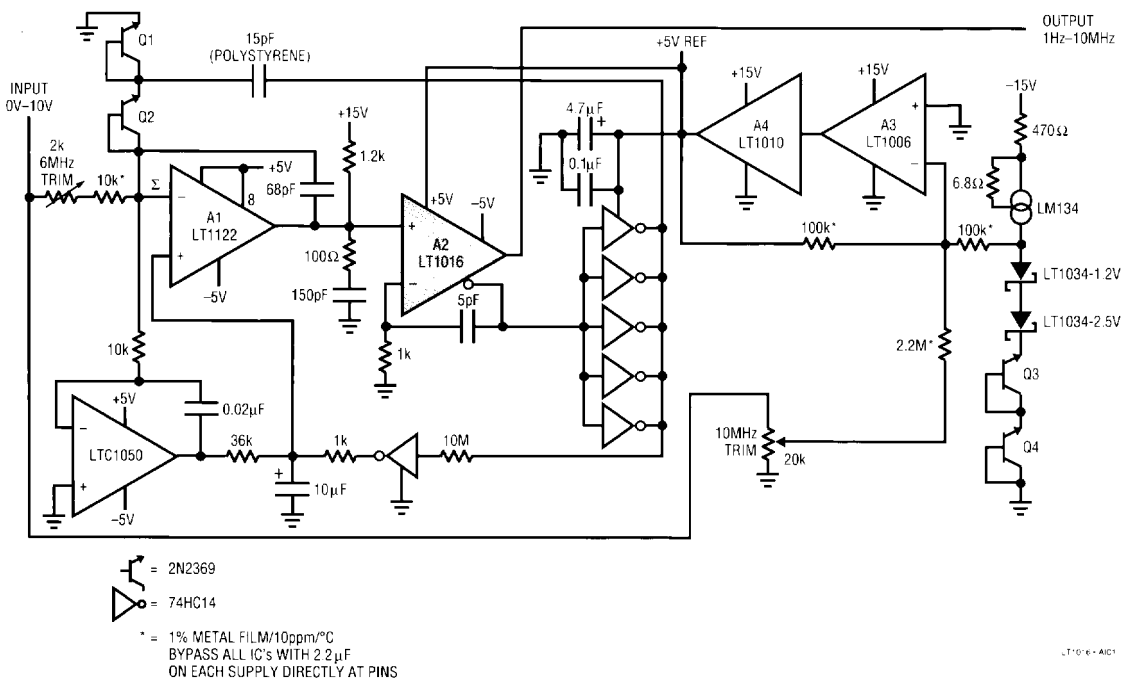 Q1
15pF
(POLYSTYRENE)
OUTPUT
1Hz–10MHz
+5V REF
INPUT
0V–10V
Q2
+15V
+15V
+15V
–15V
2k
6MHz
TRIM
10k*
Σ
+5V
8
68pF
1.2k
4.7µF
+
0.1µF
A4
LT1010
A3
LT1006
+
–
470Ω
6.8Ω
LM134
–
A1
LT1122
+
–5V
100Ω
150pF
+5V
–5V
+
A2
LT1016
–
5pF
1k
100k*
100k*
LT1034-1.2V
LT1034-2.5V
2.2M*
Q3
Q4
10k
+5V
0.02µF
–
LTC1050
+
–5V
36k
1k
10M
+
10µF
10MHz
TRIM
20k
= 2N2369
= 74HC14
* = 1% METAL FILM/10ppm/°C
BYPASS ALL IC's WITH 2.2µF
ON EACH SUPPLY DIRECTLY AT PINS
LT1016 • AIC1